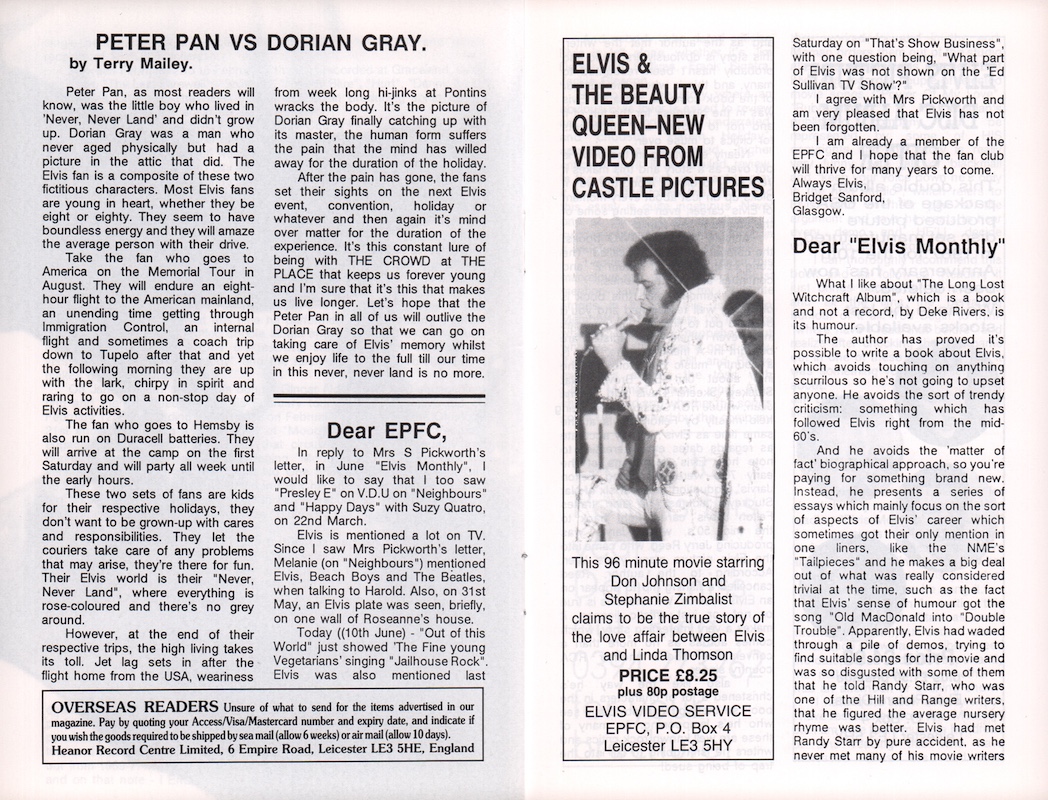 PETER PAN VS DORIAN GRAY.
by Terry Mailey.
Peter Pan, as most readers will
know, was the little boy who lived in
'Never, Never Land' and didn't grow
up. Dorian Gray was a man who
never aged physically but had a
picture in the attic that did. The
Elvis fan is a composite of these two
fictitious characters. Most Elvis fans
are young in heart, whether they be
eight or eighty. They seem to have
boundless energy and they will amaze
the average person with their drive.
Take the fan who goes to
America on the Memorial Tour in
August. They will endure an eight-
hour flight to the American mainland,
an unending time getting through
Immigration Control, an internal
flight and sometimes a coach trip
down to Tupelo after that and yet
the following morning they are up
with the lark, chirpy in spirit and
raring to go on a non-stop day of
Elvis activities.
The fan who goes to Hemsby is
also run on Duracell batteries. They
will arrive at the camp on the first
Saturday and will party all week until
the early hours.
These two sets of fans are kids
for their respective holidays, they
don't want to be grown-up with cares
and responsibilities. They let the
couriers take care of any problems
that may arise, they're there for fun.
Their Elvis world is their "Never,
Never Land", where everything is
rose-coloured and there's no grey
around.
However, at the end of their
respective trips, the high living takes
its toll. Jet lag sets in after the
flight home from the USA, weariness
from week long hi-jinks at Pontins
wracks the body. It's the picture of
Dorian Gray finally catching up with
its master, the human form suffers
the pain that the mind has willed
away for the duration of the holiday.
After the pain has gone, the fans
set their sights on the next Elvis
event, convention, holiday or
whatever and then again it's mind
over matter for the duration of the
experience. It's this constant lure of
being with THE CROWD at THE
PLACE that keeps us forever young
and I'm sure that it's this that makes
us live longer. Let's hope that the
Peter Pan in all of us will outlive the
Dorian Gray so that we can go on
taking care of Elvis' memory whilst
we enjoy life to the full till our time
in this never, never land is no more.
Dear EPFC,
In reply to Mrs S Pickworth's
letter, in June "Elvis Monthly", I
would like to say that I too saw
"Presley E" on V.D.U on "Neighbours"
and "Happy Days" with Suzy Quatro,
on 22nd March.
Elvis is mentioned a lot on TV.
Since I saw Mrs Pickworth's letter,
Melanie (on "Neighbours") mentioned
Elvis, Beach Boys and The Beatles,
when talking to Harold. Also, on 31st
May, an Elvis plate was seen, briefly,
on one wall of Roseanne's house.
Today ((10th June) - "Out of this
World" just showed 'The Fine young
Vegetarians' singing "Jailhouse Rock".
Elvis was also mentioned last
OVERSEAS READERS Unsure of what to send for the items advertised in our
magazine. Pay by quoting your Access/Visa/Mastercard number and expiry date, and indicate if
you wish the goods required to be shipped by sea mail (allow 6 weeks) or air mail (allow 10 days).
Heanor Record Centre Limited, 6 Empire Road, Leicester LE3 5HE, England
ELVIS &
THE BEAUTY
QUEEN–NEW
VIDEO FROM
CASTLE PICTURES
This 96 minute movie starring
Don Johnson and
Stephanie Zimbalist
claims to be the true story of
the love affair between Elvis
and Linda Thomson
PRICE £8.25
plus 80p postage
ELVIS VIDEO SERVICE
EPFC, P.O. Box 4
Leicester LE3 5HY
Saturday on "That's Show Business",
with one question being, "What part
of Elvis was not shown on the 'Ed
Sullivan TV Show'?"
I agree with Mrs Pickworth and
am very pleased that Elvis has not
been forgotten.
I am already a member of the
EPFC and I hope that the fan club
will thrive for many years to come.
Always Elvis,
Bridget Sanford,
Glasgow.
Dear "Elvis Monthly"
What I like about "The Long Lost
Witchcraft Album", which is a book
and not a record, by Deke Rivers, is
its humour.
The author has proved it's
possible to write a book about Elvis,
which avoids touching on anything
scurrilous so he's not going to upset
anyone. He avoids the sort of trendy
criticism: something which has
followed Elvis right from the mid-
60's.
And he avoids the 'matter of
fact' biographical approach, so you're
paying for something brand new.
Instead, he presents a series of
essays which mainly focus on the sort
of aspects of Elvis' career which
sometimes got their only mention in
one liners, like the NME's
"Tailpieces" and he makes a big deal
out of what was really considered
trivial at the time, such as the fact
that Elvis' sense of humour got the
song "Old MacDonald into "Double
Trouble". Apparently, Elvis had waded
through a pile of demos, trying to
find suitable songs for the movie and
was so disgusted with some of them
that he told Randy Starr, who was
one of the Hill and Range writers,
that he figured the average nursery
rhyme was better. Elvis had met
Randy Starr by pure accident, as he
never met many of his movie writers